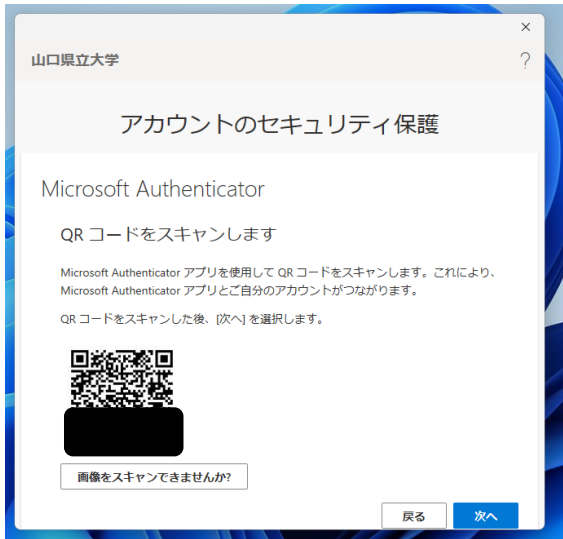 山口県立大学
アカウントのセキュリティ保護
Microsoft Authenticator
QR コードをスキャンします
Microsoft Authenticator アプリを使用して QR コードをスキャンします。これにより、
Microsoft Authenticator アプリとご自分のアカウントがつながります。
QR コードをスキャンした後、[次へ] を選択します。
画像をスキャンできませんか?
戻る
次へ